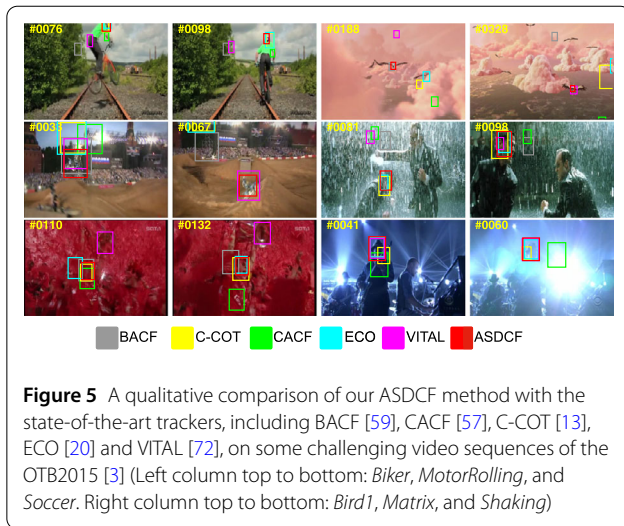 #0076 #0098 #0188 #0328
#0033 #0067 #0081 #0098
#0110 #0132 #0041 #0060
BACF C-COT CACF ECO VITAL ASDCF
Figure 5 A qualitative comparison of our ASDCF method with the
state-of-the-art trackers, including BACF [59], CACF [57], C-COT [13],
ECO [20] and VITAL [72], on some challenging video sequences of the
OTB2015 [3] (Left column top to bottom: Biker, MotorRolling, and
Soccer. Right column top to bottom: Bird1, Matrix, and Shaking)